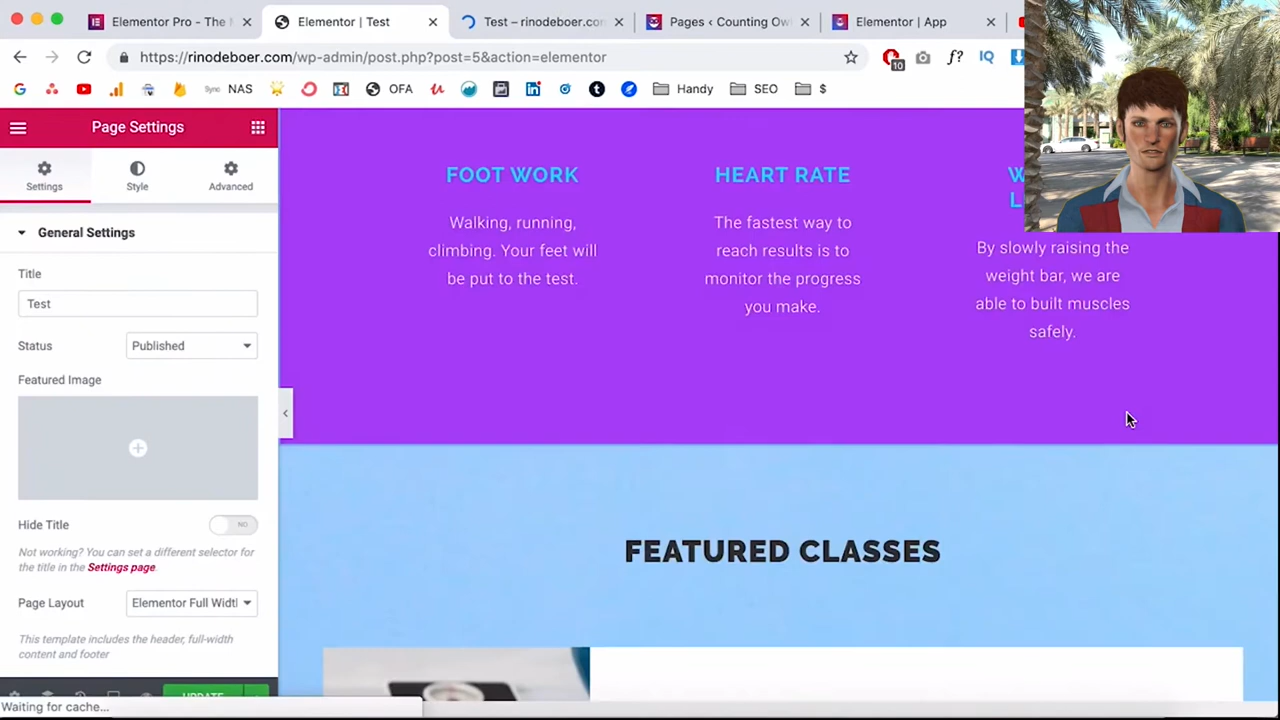 Elementor Pro - The M
Elementor | Test
Test – rinodeboer.co
Pages ‹ Counting Ow
Elementor | App
https://rinodeboer.com/wp-admin/post.php?post=5&action=elementor
10
f?
IQ
G
Sync
NAS
OFA
Handy
SEO
$
Page Settings
Settings
Style
Advanced
General Settings
Title
Test
Status
Published
Featured Image
Hide Title
NO
Not working? You can set a different selector for
the title in the Settings page.
Page Layout
Elementor Full Widtl
This template includes the header, full-width
content and footer
UPDATE
Waiting for cache...
FOOT WORK
Walking, running,
climbing. Your feet will
be put to the test.
HEART RATE
The fastest way to
reach results is to
monitor the progress
you make.
By slowly raising the
weight bar, we are
able to built muscles
safely.
FEATURED CLASSES